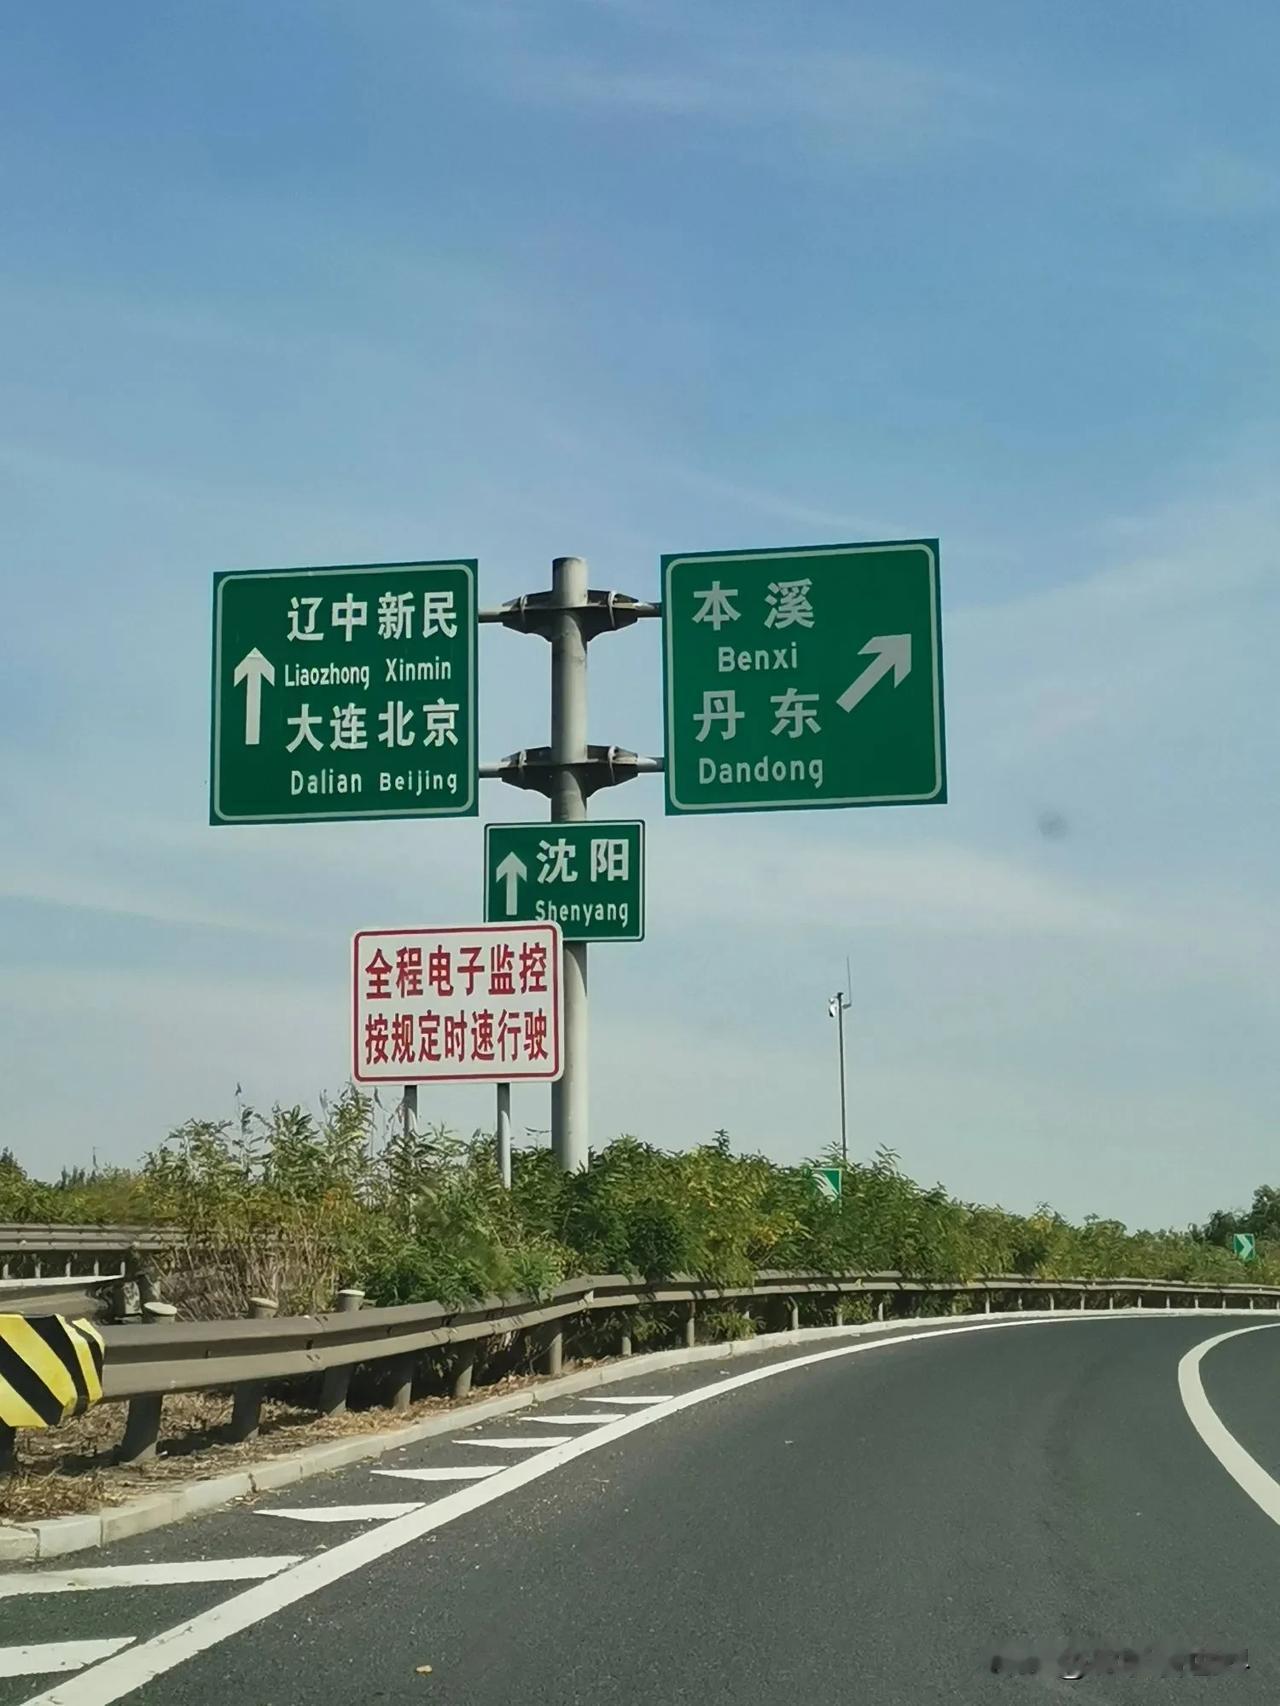 辽中新民
Liaozhong Xinmin
大连北京
Dalian Beijing
本溪
Benxi
丹东
Dandong
沈阳
Shenyang
全程电子监控
按规定时速行驶